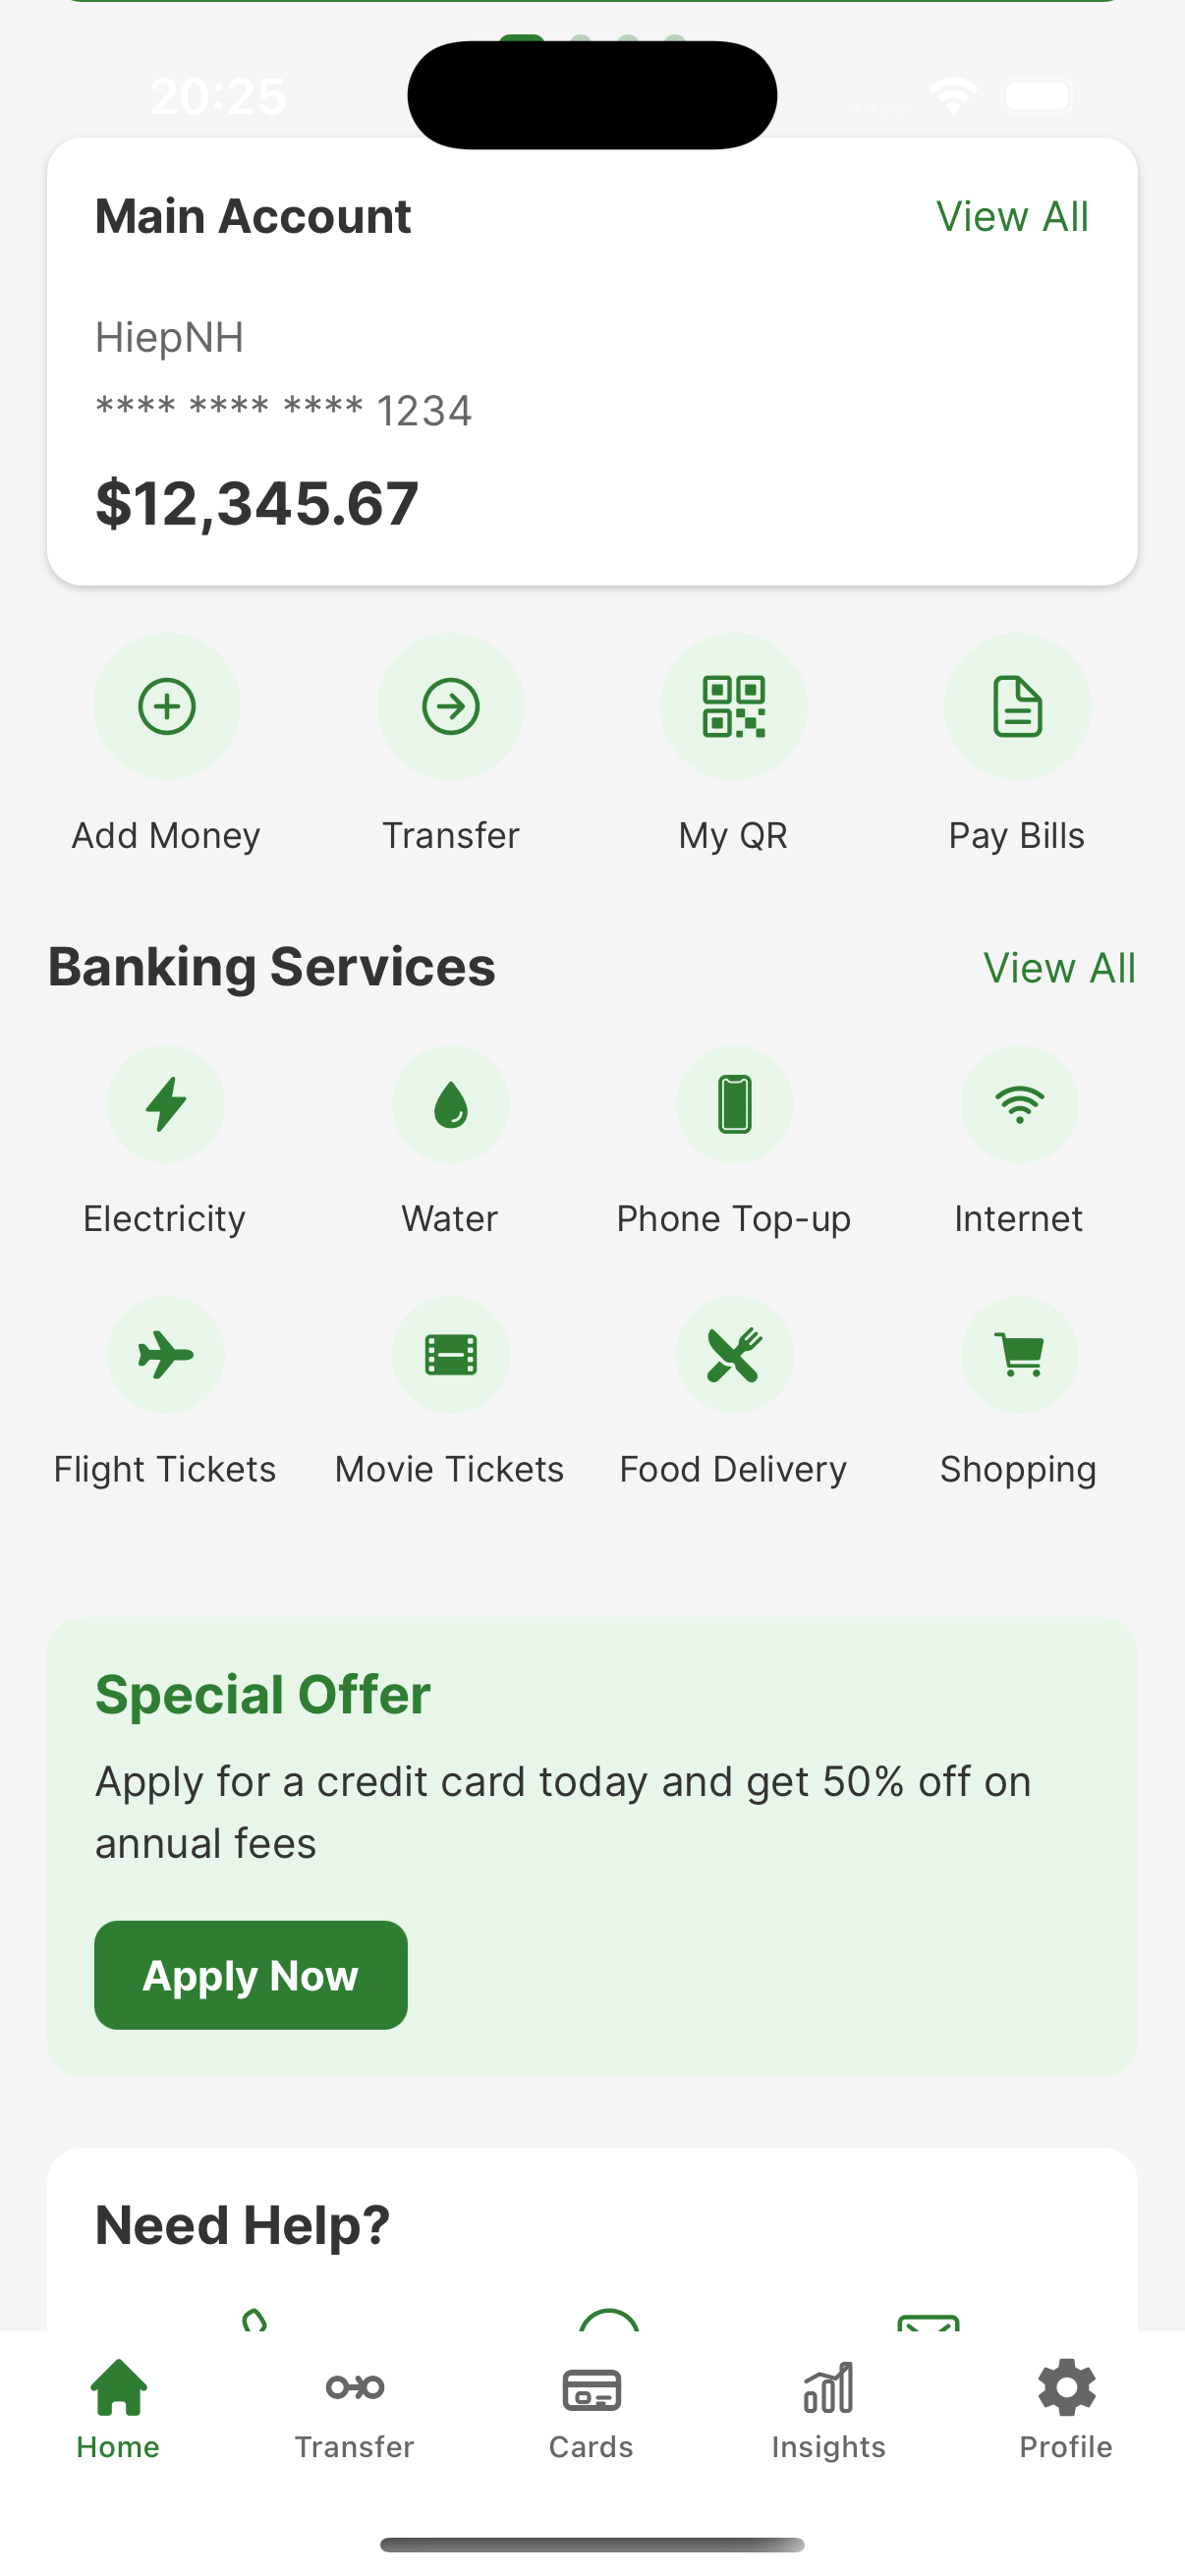 20:25
Main Account
View All
HiepNH
**** **** **** 1234
$12,345.67
Add Money
Transfer
My QR
Pay Bills
Banking Services
View All
Electricity
Water
Phone Top-up
Internet
Flight Tickets
Movie Tickets
Food Delivery
Shopping
Special Offer
Apply for a credit card today and get 50% off on
annual fees
Apply Now
Need Help?
Home
Transfer
Cards
Insights
Profile